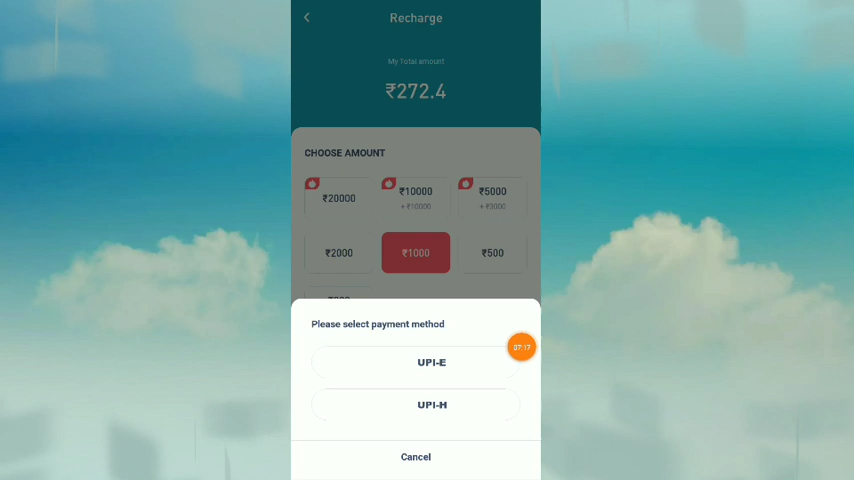 Recharge
My Total amount
₹272.4
CHOOSE AMOUNT
₹20000
₹10000
+ ₹10000
₹5000
+ ₹3000
₹2000
₹1000
₹500
Please select payment method
07:17
UPI-E
UPI-H
Cancel